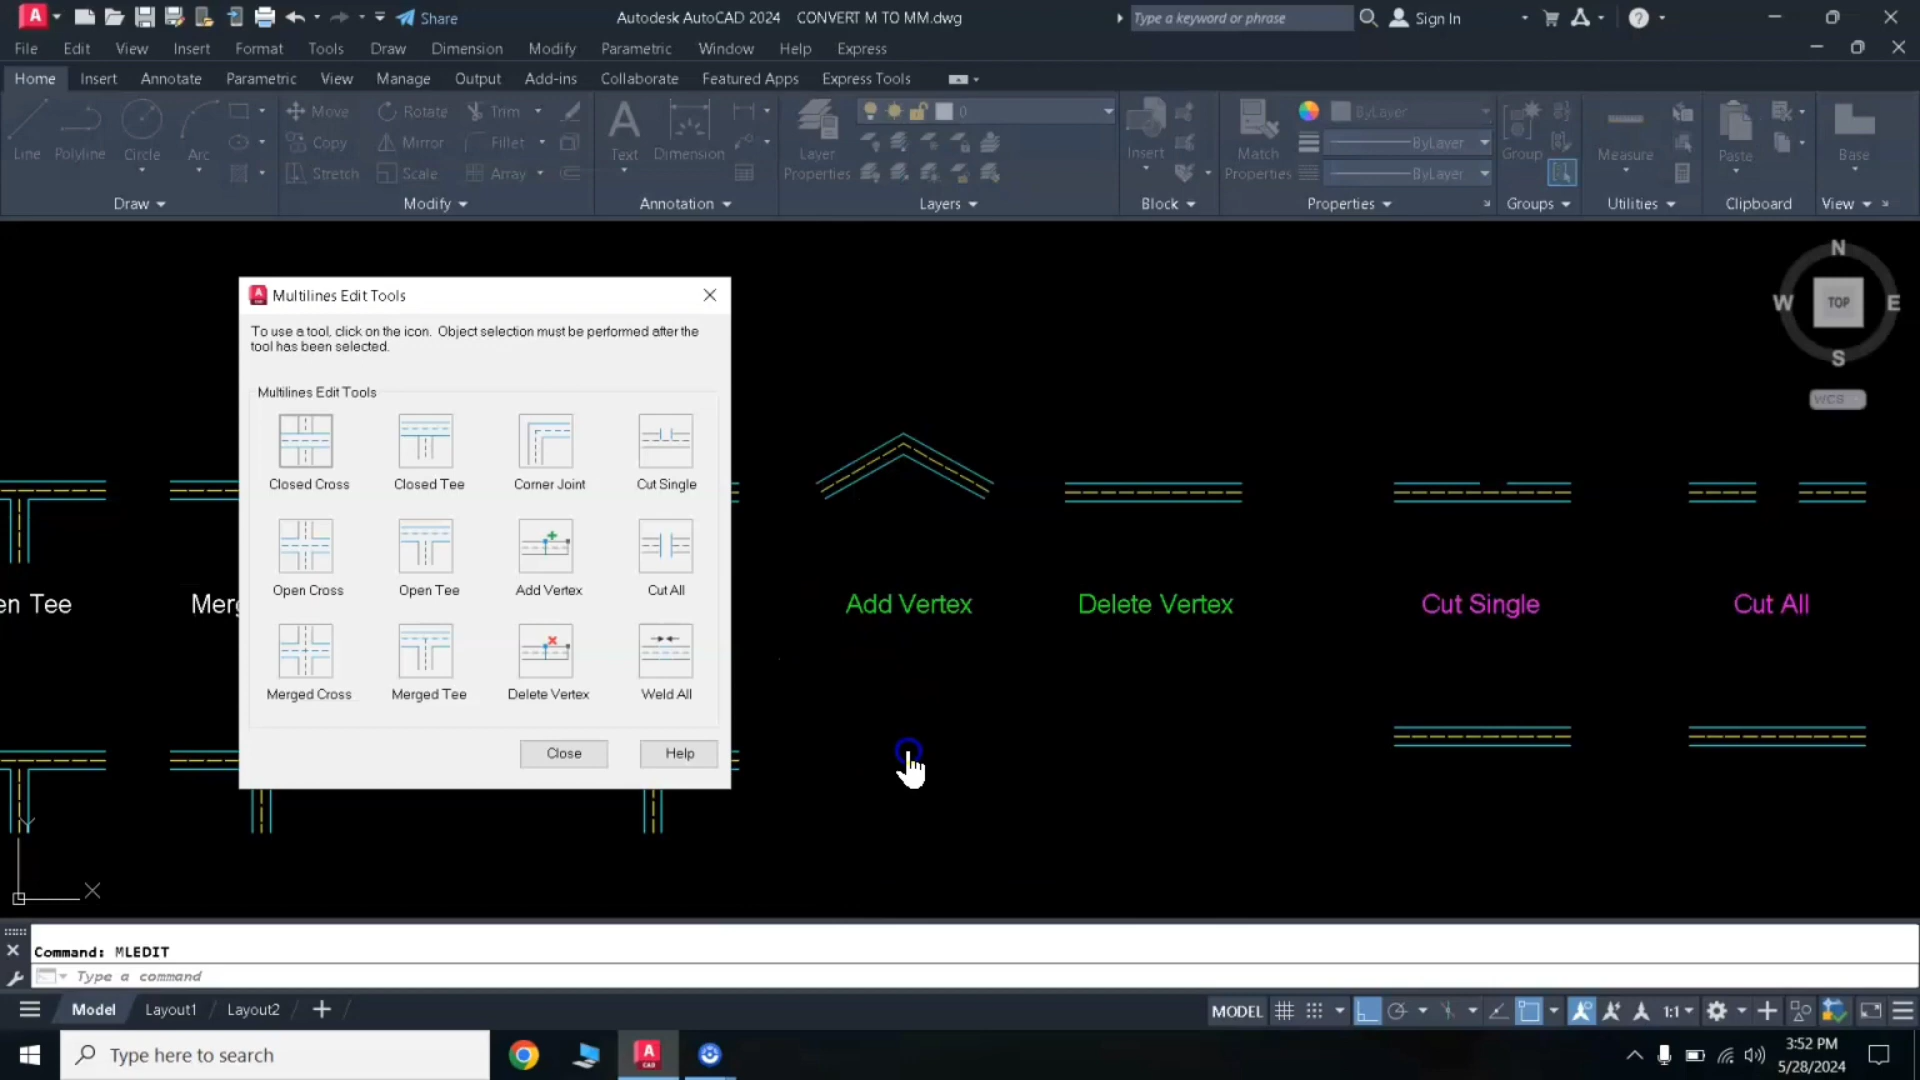 A
CAD
Share
Autodesk AutoCAD 2024 CONVERT M TO MM.dwg
Type a keyword or phrase
Sign In
File Edit View Insert Format Tools Draw Dimension Modify Parametric Window Help Express
Home Insert Annotate Parametric View Manage Output Add-ins Collaborate Featured Apps Express Tools
Line
Polyline
Circle
Arc
Move
Rotate
Trim
Copy
Mirror
Fillet
Stretch
Scale
Array
Text
Dimension
Layer
Properties
0
Insert
Match
Properties
ByLayer
ByLayer
ByLayer
Group
Measure
Paste
Base
Draw
Modify
Annotation
Layers
Block
Properties
Groups
Utilities
Clipboard
View
N
W
TOP
E
S
WCS
Multilines Edit Tools
To use a tool, click on the icon. Object selection must be performed after the
tool has been selected.
Multilines Edit Tools
Closed Cross
Closed Tee
Corner Joint
Cut Single
Open Cross
Open Tee
Add Vertex
Cut All
Merged Cross
Merged Tee
Delete Vertex
Weld All
Close
Help
en Tee
Merg
Add Vertex
Delete Vertex
Cut Single
Cut All
Y
X
Command: MLEDIT
Type a command
Model
Layout1
Layout2
MODEL
1:1
Type here to search
A
CAD
3:52 PM
5/28/2024